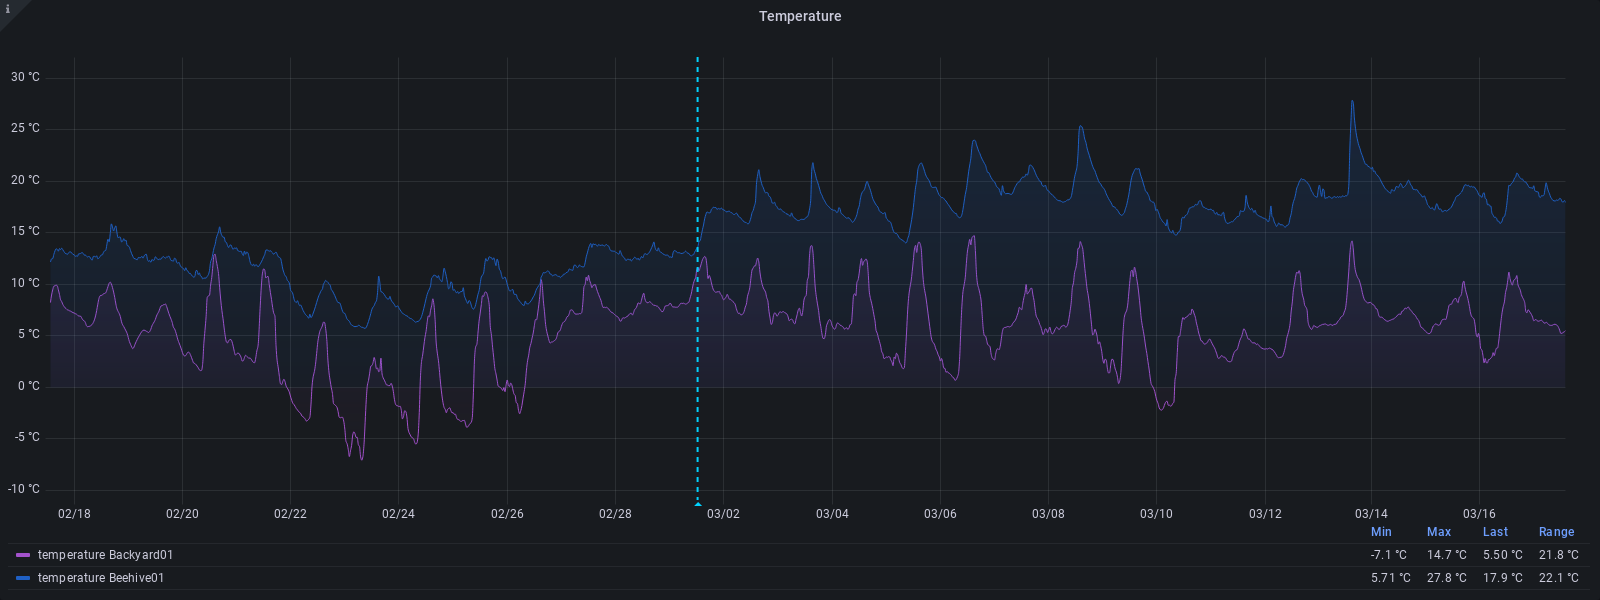 i
Temperature
30 °C
25 °C
20 °C
15 °C
10 °C
5 °C
0 °C
-5 °C
-10 °C
02/18 02/20 02/22 02/24 02/26 02/28 03/02 03/04 03/06 03/08 03/10 03/12 03/14 03/16
Min Max Last Range
temperature Backyard01 -7.1 °C 14.7 °C 5.50 °C 21.8 °C
temperature Beehive01 5.71 °C 27.8 °C 17.9 °C 22.1 °C